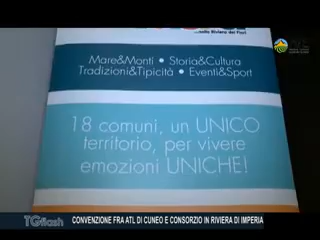 ...nella Riviera dei Fiori
Mare&Monti • Storia&Cultura
Tradizioni&Tipicità • Eventi&Sport
18 comuni, un UNICO
territorio, per vivere
emozioni UNICHE!
TGflash
CONVENZIONE FRA ATL DI CUNEO E CONSORZIO IN RIVIERA DI IMPERIA